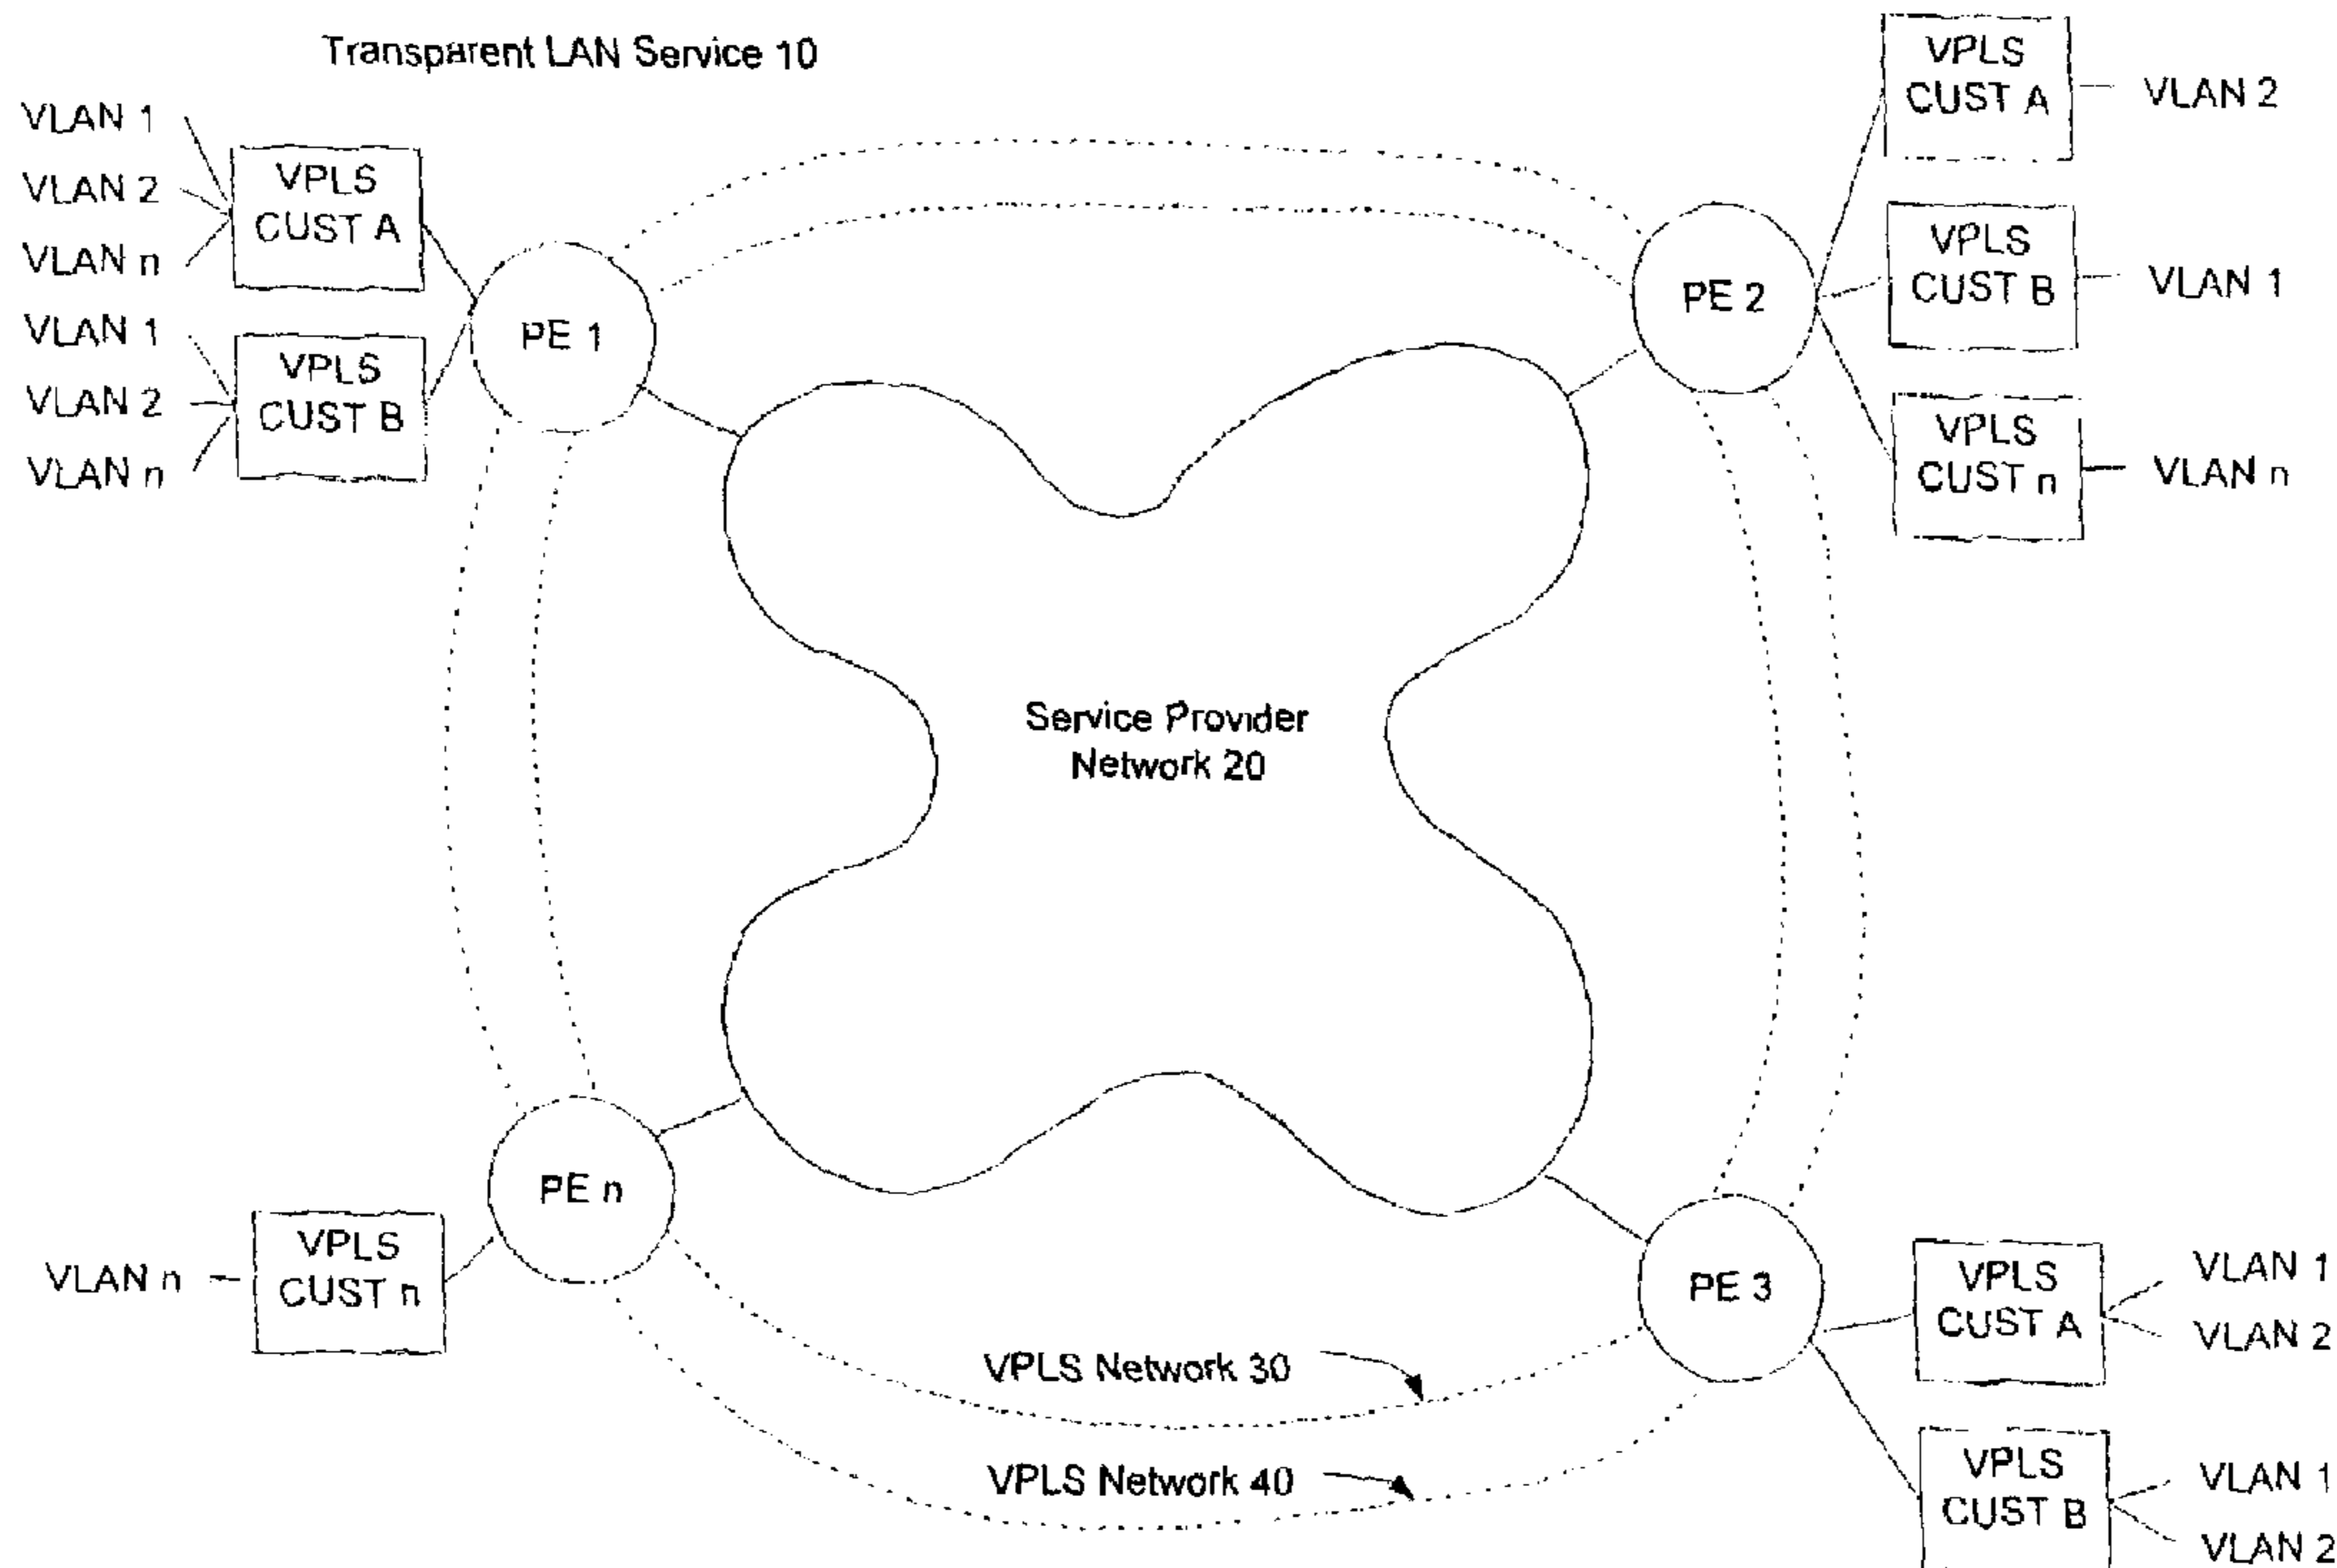 Transparent LAN Service 10
VLAN 1
VLAN 2
VLAN n
VPLS
CUST A
VLAN 1
VLAN 2
VLAN n
VPLS
CUST B
PE 1
PE 2
VPLS
CUST A
VLAN 2
VPLS
CUST B
VLAN 1
VPLS
CUST n
VLAN n
Service Provider
Network 20
PE n
VLAN n
VPLS
CUST n
PE 3
VPLS
CUST A
VLAN 1
VLAN 2
VPLS
CUST B
VLAN 1
VLAN 2
VPLS Network 30
VPLS Network 40